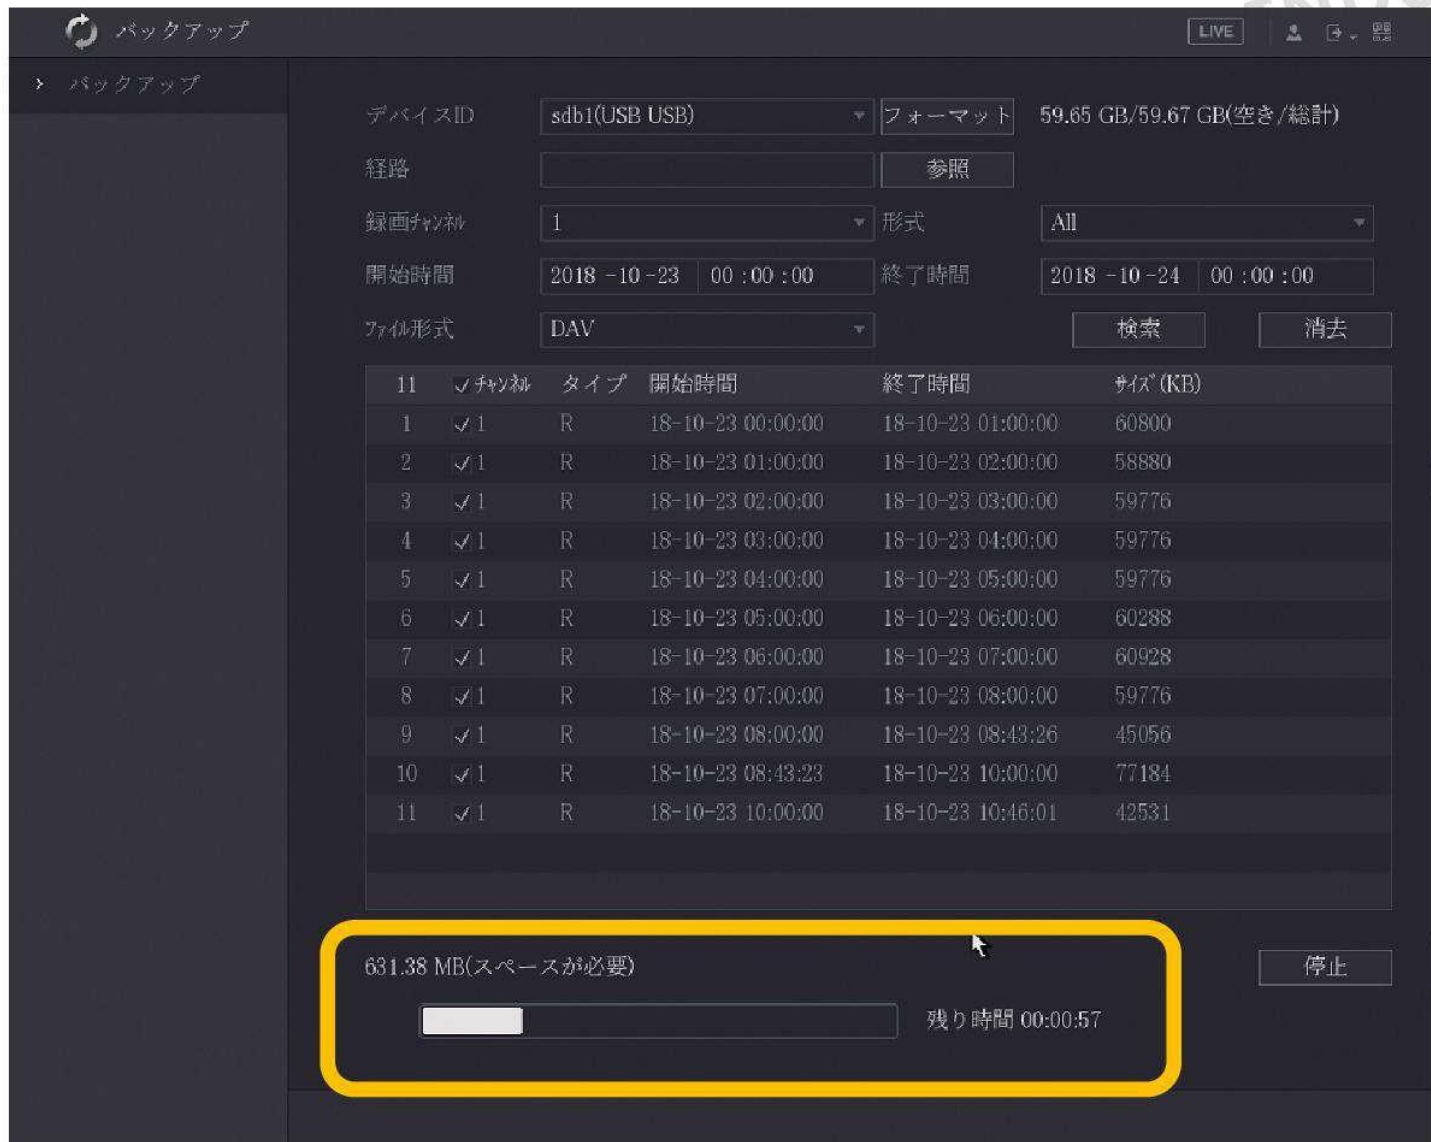 バックアップ
LIVE
バックアップ
デバイスID sdb1(USB USB) フォーマット 59.65 GB/59.67 GB(空き/総計)
経路 参照
録画ﾁｬﾝﾈﾙ 1 形式 All
開始時間 2018 -10 -23 00 :00 :00 終了時間 2018 -10 -24 00 :00 :00
ﾌｧｲﾙ形式 DAV 検索 消去
11 ﾁｬﾝﾈﾙ タイプ 開始時間 終了時間 ｻｲｽﾞ(KB)
1 1 R 18-10-23 00:00:00 18-10-23 01:00:00 60800
2 1 R 18-10-23 01:00:00 18-10-23 02:00:00 58880
3 1 R 18-10-23 02:00:00 18-10-23 03:00:00 59776
4 1 R 18-10-23 03:00:00 18-10-23 04:00:00 59776
5 1 R 18-10-23 04:00:00 18-10-23 05:00:00 59776
6 1 R 18-10-23 05:00:00 18-10-23 06:00:00 60288
7 1 R 18-10-23 06:00:00 18-10-23 07:00:00 60928
8 1 R 18-10-23 07:00:00 18-10-23 08:00:00 59776
9 1 R 18-10-23 08:00:00 18-10-23 08:43:26 45056
10 1 R 18-10-23 08:43:23 18-10-23 10:00:00 77184
11 1 R 18-10-23 10:00:00 18-10-23 10:46:01 42531
631.38 MB(スペースが必要) 停止
残り時間 00:00:57